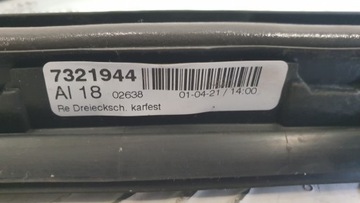 7321944
AI 18 02638 01-04-21 / 14:00
Re Dreiecksch. karfest